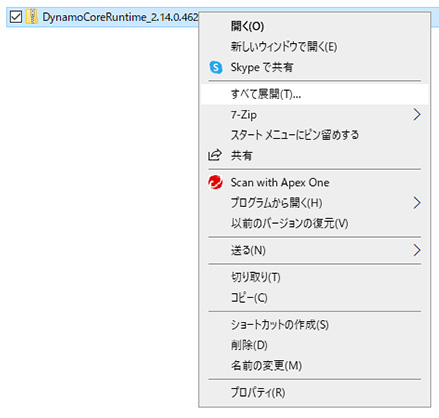 DynamoCoreRuntime_2.14.0.462
開く(O)
新しいウィンドウで開く(E)
Skype で共有
すべて展開(T)...
7-Zip
スタート メニューにピン留めする
共有
Scan with Apex One
プログラムから開く(H)
以前のバージョンの復元(V)
送る(N)
切り取り(T)
コピー(C)
ショートカットの作成(S)
削除(D)
名前の変更(M)
プロパティ(R)